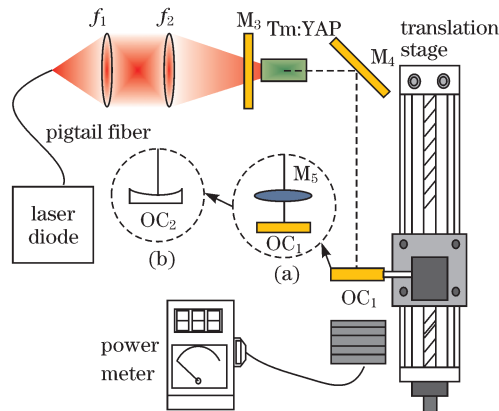 f1
f2
M3
Tm:YAP
M4
translation
stage
pigtail fiber
laser
diode
OC2
(b)
M5
OC1
(a)
OC1
power
meter